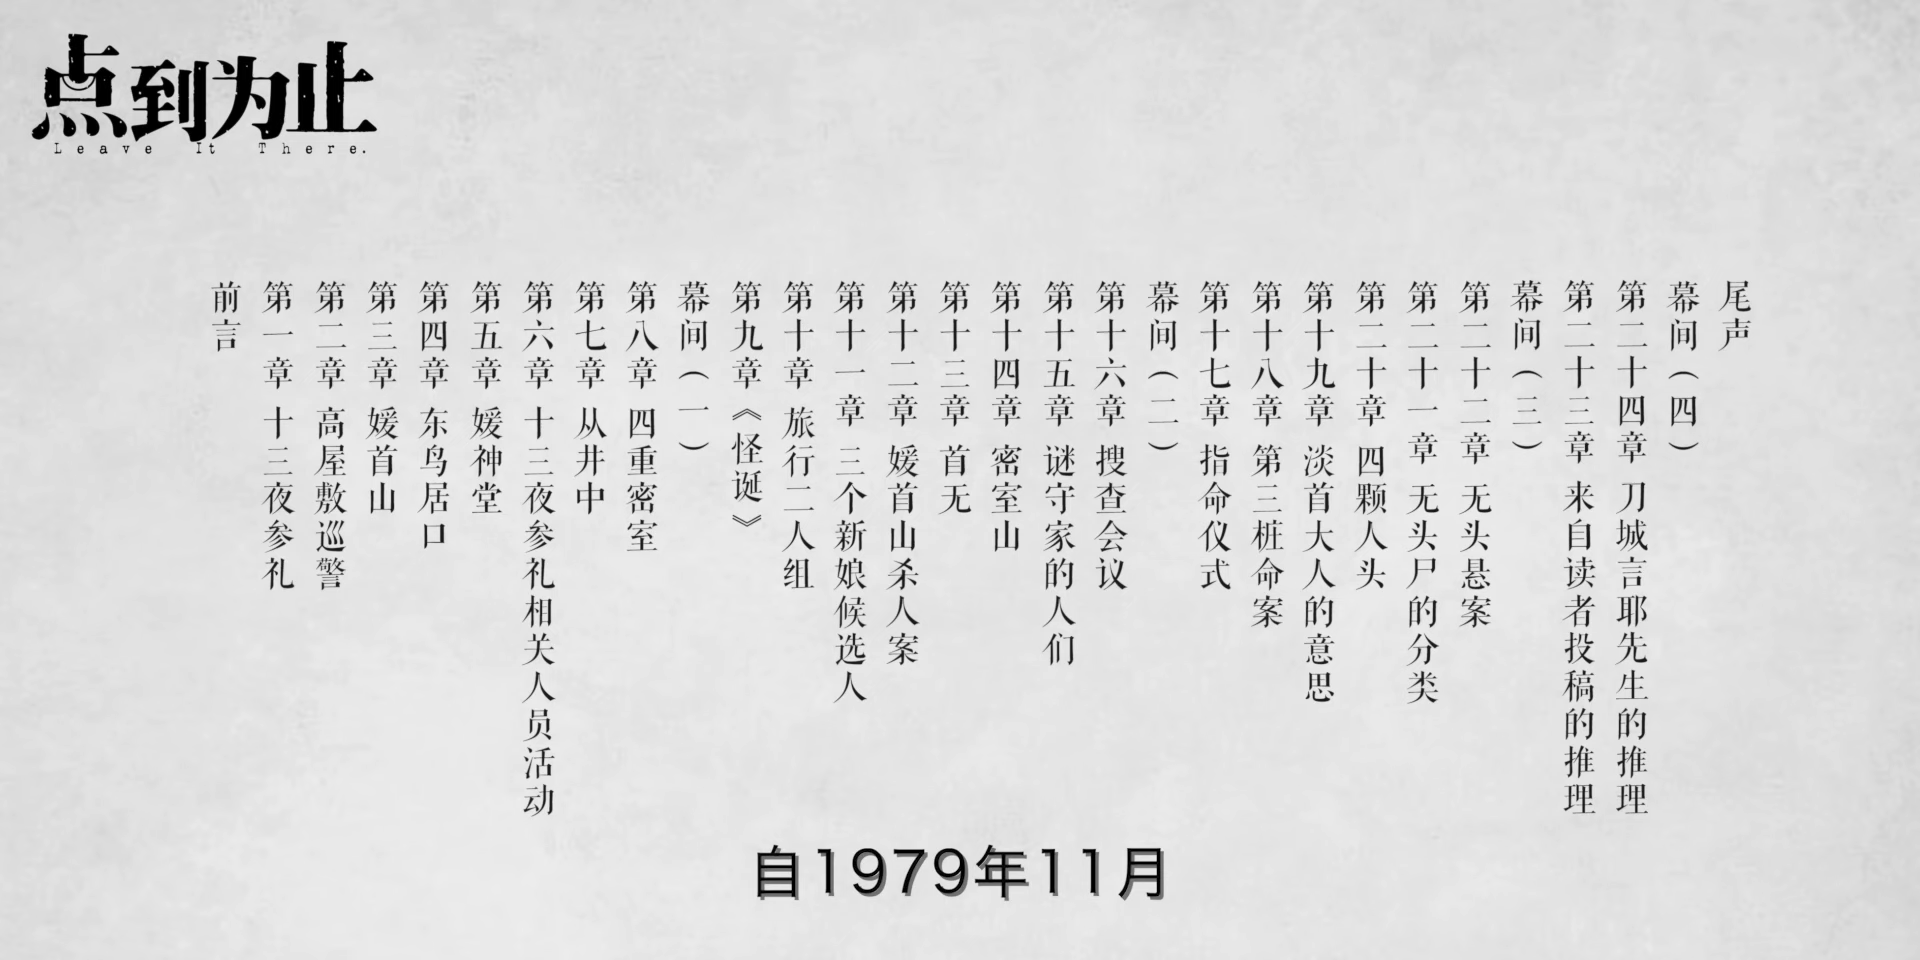 点到为止
Leave It There.
前言
第一章 十三夜参礼
第二章 高屋敷巡警
第三章 媛首山
第四章 东鸟居口
第五章 媛神堂
第六章 十三夜参礼相关人员活动
第七章 从井中
第八章 四重密室
幕间（一）
第九章《怪诞》
第十章 旅行二人组
第十一章 三个新娘候选人
第十二章 媛首山杀人案
第十三章 首无
第十四章 密室山
第十五章 谜守家的人们
第十六章 搜查会议
幕间（二）
第十七章 指命仪式
第十八章 第三桩命案
第十九章 淡首大人的意思
第二十章 四颗人头
第二十一章 无头尸的分类
第二十二章 无头悬案
幕间（三）
第二十三章 来自读者投稿的推理
第二十四章 刀城言耶先生的推理
幕间（四）
尾声
自1979年11月